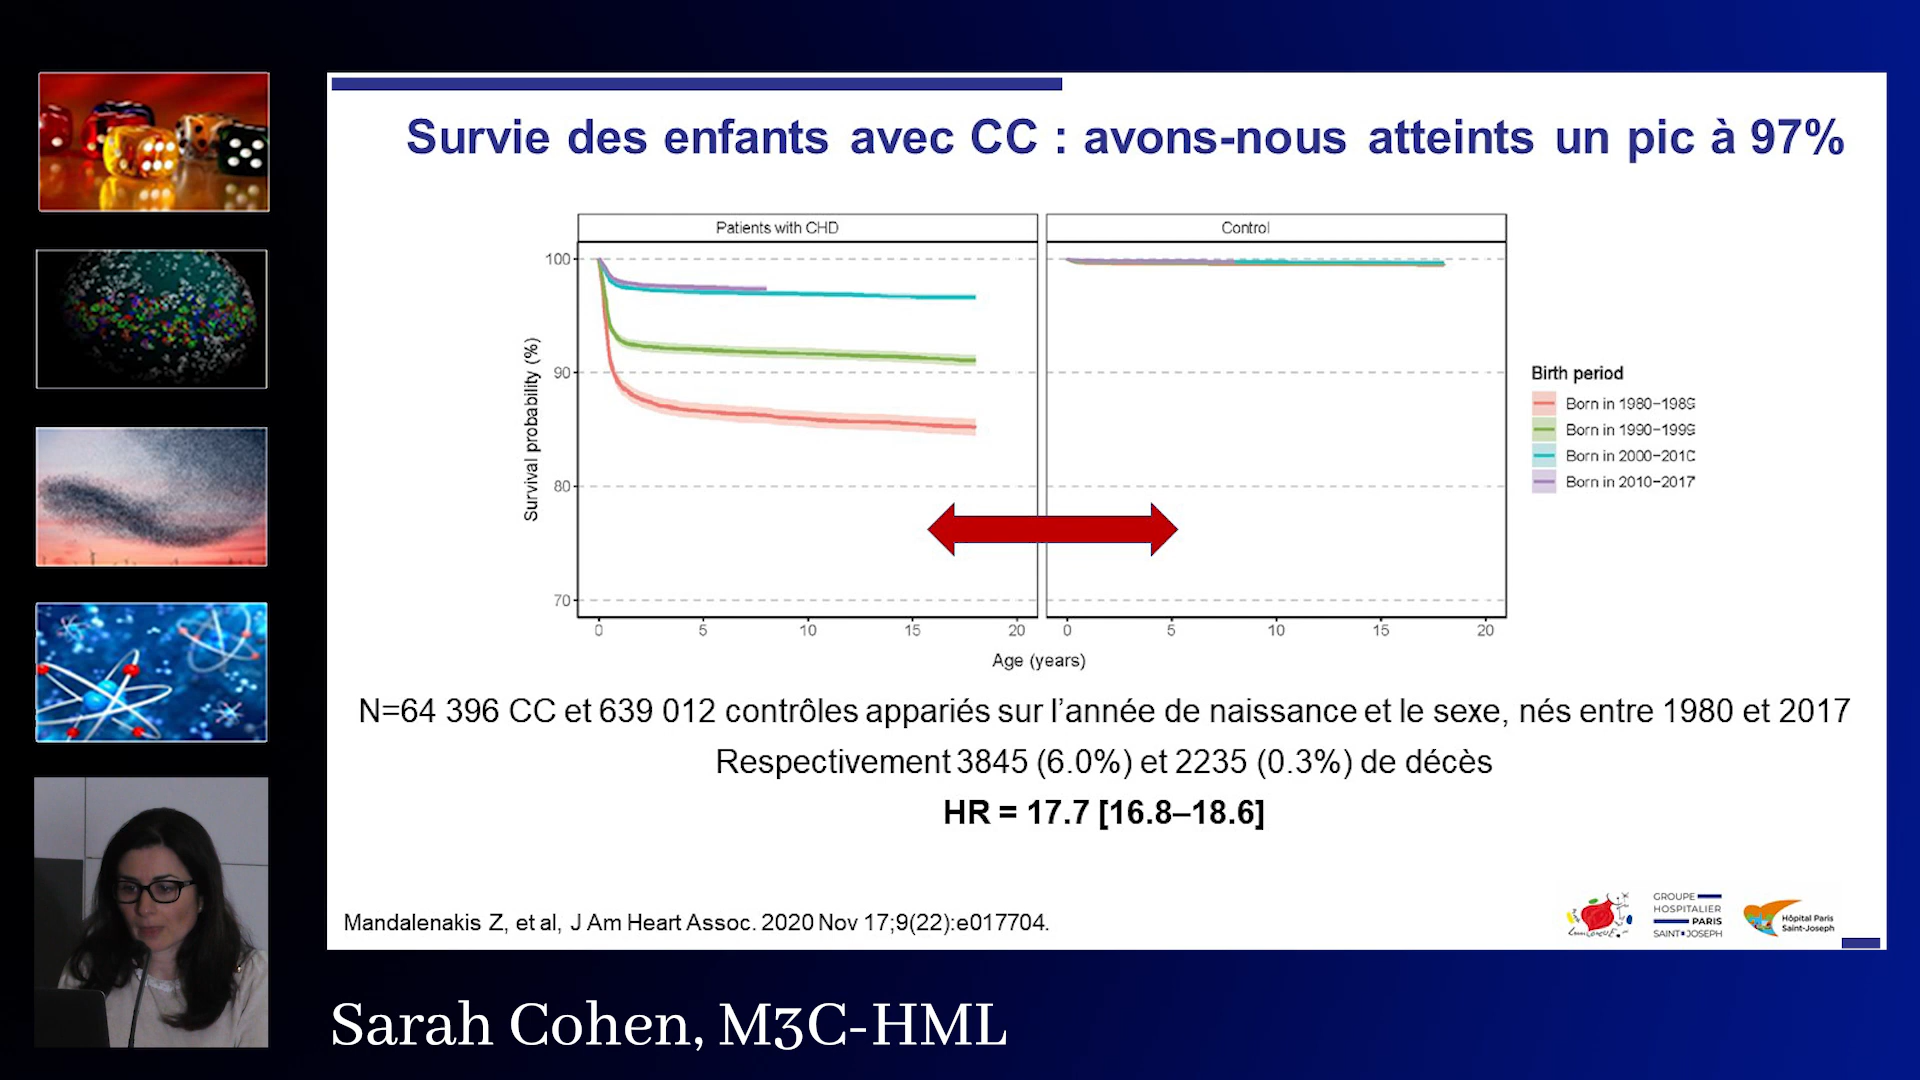 Survie des enfants avec CC : avons-nous atteints un pic à 97%
Patients with CHD
Control
Survival probability (%)
100
90
80
70
0 5 10 15 20
0 5 10 15 20
Age (years)
Birth period
Born in 1980-198
Born in 1990-199
Born in 2000-201
Born in 2010-2017
N=64 396 CC et 639 012 contrôles appariés sur l'année de naissance et le sexe, nés entre 1980 et 2017
Respectivement 3845 (6.0%) et 2235 (0.3%) de décès
HR = 17.7 [16.8–18.6]
Mandalenakis Z, et al, J Am Heart Assoc. 2020 Nov 17;9(22):e017704.
GROUPE
HOSPITALIER
PARIS
SAINT-JOSEPH
Hôpital Paris
Saint-Joseph
Sarah Cohen, M3C-HML